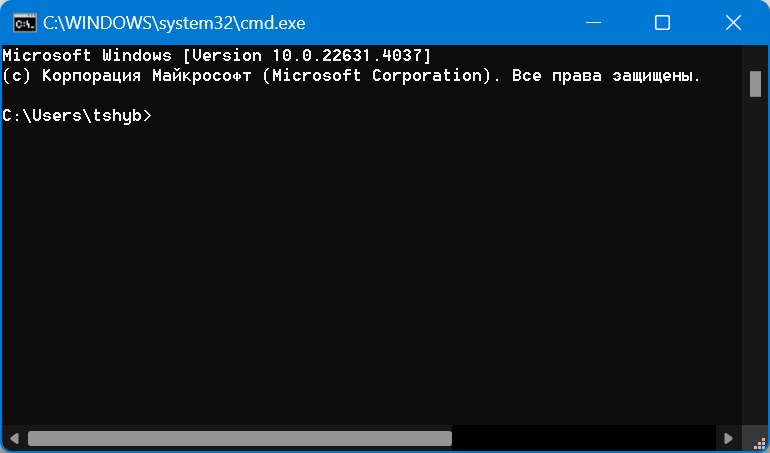 C:\WINDOWS\system32\cmd.exe
Microsoft Windows [Version 10.0.22631.4037]
(c) Корпорация Майкрософт (Microsoft Corporation). Все права защищены.
C:\Users\tshyb>